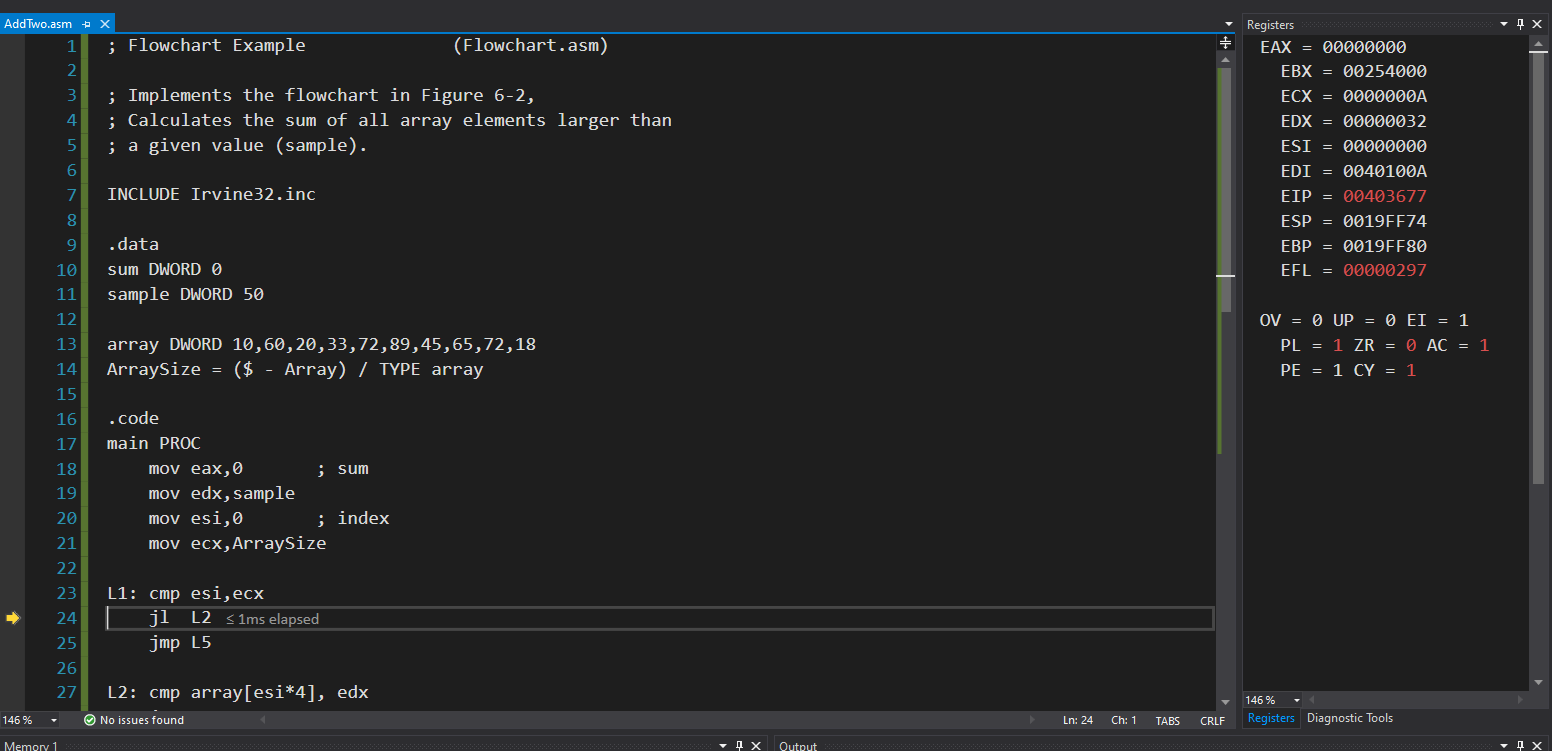 AddTwo.asm
1 ; Flowchart Example (Flowchart.asm)
2
3 ; Implements the flowchart in Figure 6-2,
4 ; Calculates the sum of all array elements larger than
5 ; a given value (sample).
6
7 INCLUDE Irvine32.inc
8
9 .data
10 sum DWORD 0
11 sample DWORD 50
12
13 array DWORD 10,60,20,33,72,89,45,65,72,18
14 ArraySize = ($ - Array) / TYPE array
15
16 .code
17 main PROC
18 mov eax,0 ; sum
19 mov edx,sample
20 mov esi,0 ; index
21 mov ecx,ArraySize
22
23 L1: cmp esi,ecx
24 jl L2 ≤ 1ms elapsed
25 jmp L5
26
27 L2: cmp array[esi*4], edx
146 % No issues found Ln: 24 Ch: 1 TABS CRLF
Registers
EAX = 00000000
EBX = 00254000
ECX = 0000000A
EDX = 00000032
ESI = 00000000
EDI = 0040100A
EIP = 00403677
ESP = 0019FF74
EBP = 0019FF80
EFL = 00000297
OV = 0 UP = 0 EI = 1
PL = 1 ZR = 0 AC = 1
PE = 1 CY = 1
146 %
Registers Diagnostic Tools
Memory 1
Output